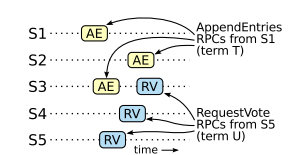 S1 AE AppendEntries
RPCs from S1
(term T)
S2 AE
S3 AE RV
S4 RV RequestVote
RPCs from S5
(term U)
S5 RV
time